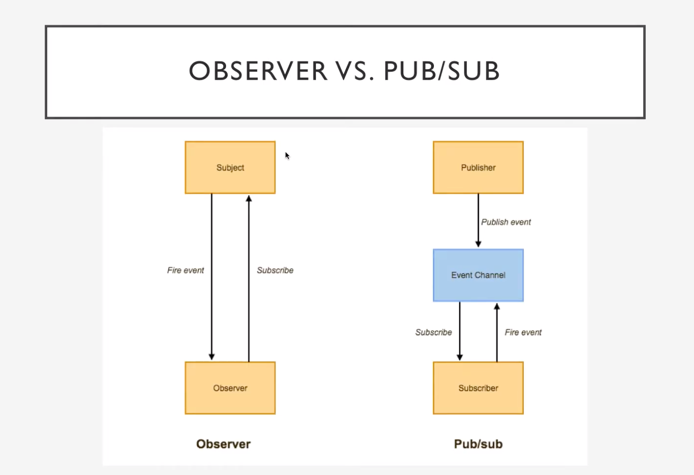 OBSERVER VS. PUB/SUB
Subject
Fire event
Subscribe
Observer
Observer
Publisher
Publish event
Event Channel
Subscribe
Fire event
Subscriber
Pub/sub